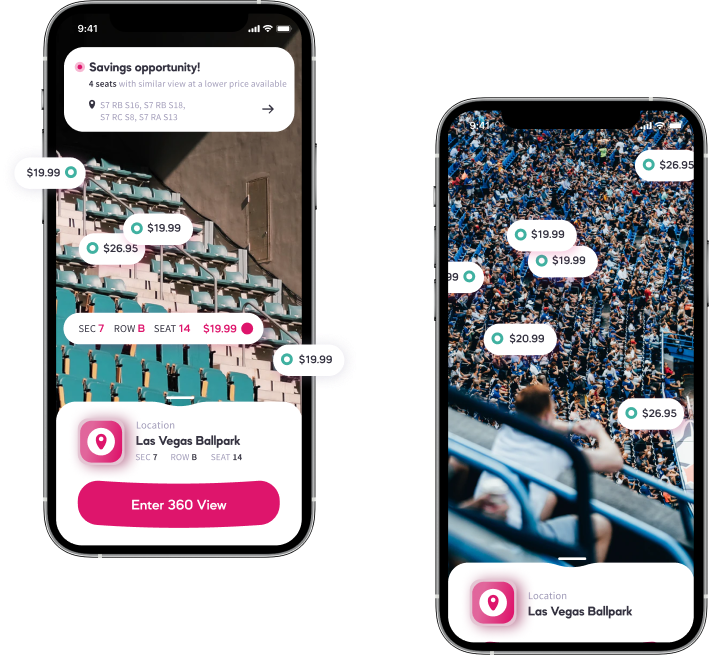 9:41
Savings opportunity!
4 seats with similar view at a lower price available
S7 RB S16, S7 RB S18,
S7 RC S8, S7 RA S13
$19.99
$19.99
$26.95
SEC 7 ROW B SEAT 14 $19.99
$19.99
Location
Las Vegas Ballpark
SEC 7 ROW B SEAT 14
Enter 360 View
9:41
$26.95
$19.99
$19.99
99
$20.99
$26.95
Location
Las Vegas Ballpark